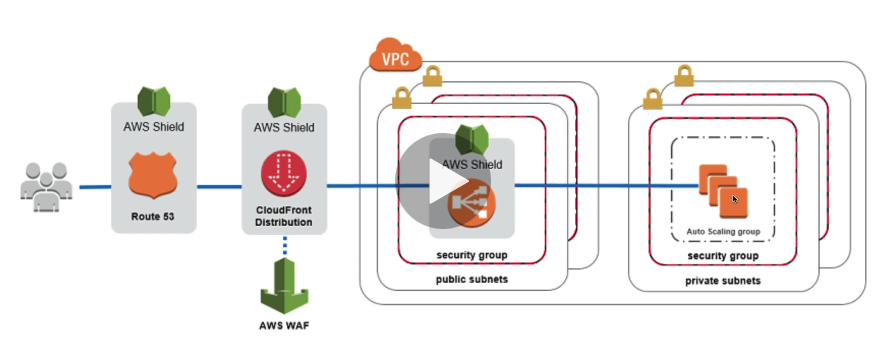 VPC
AWS Shield
Route 53
AWS Shield
CloudFront
Distribution
AWS WAF
AWS Shield
security group
public subnets
Auto Scaling group
security group
private subnets